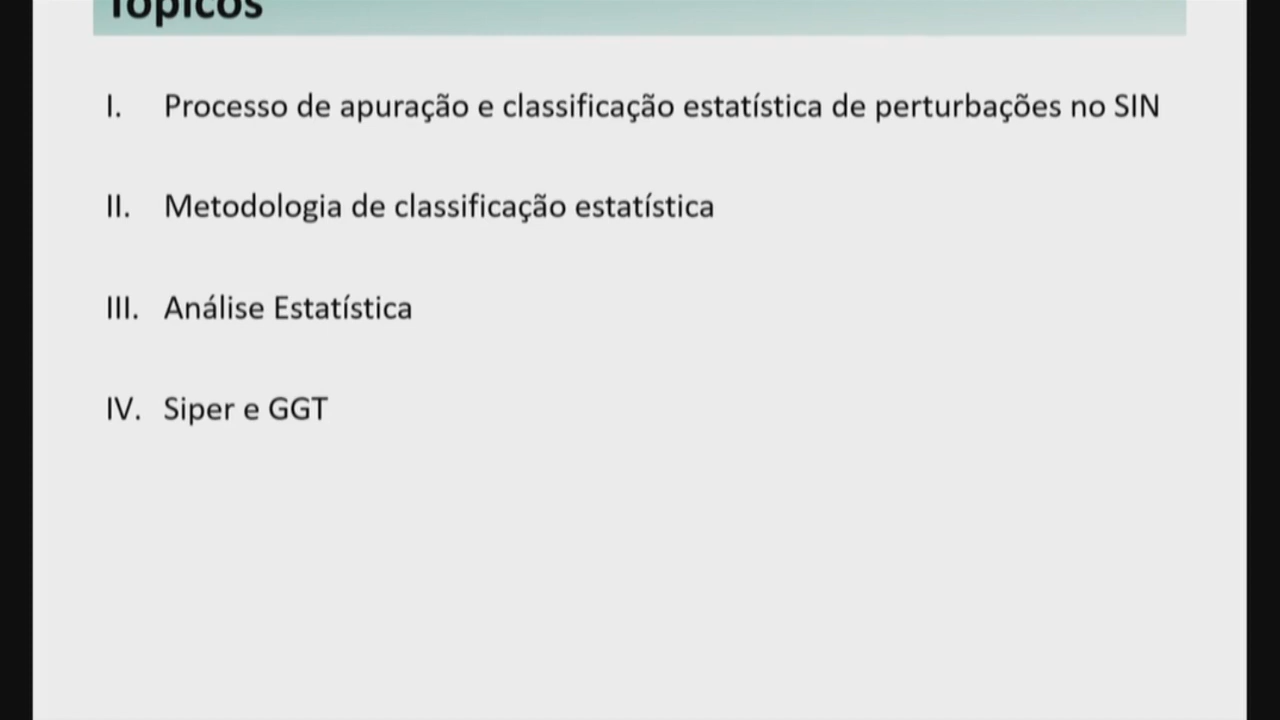 Tópicos
I. Processo de apuração e classificação estatística de perturbações no SIN
II. Metodologia de classificação estatística
III. Análise Estatística
IV. Siper e GGT